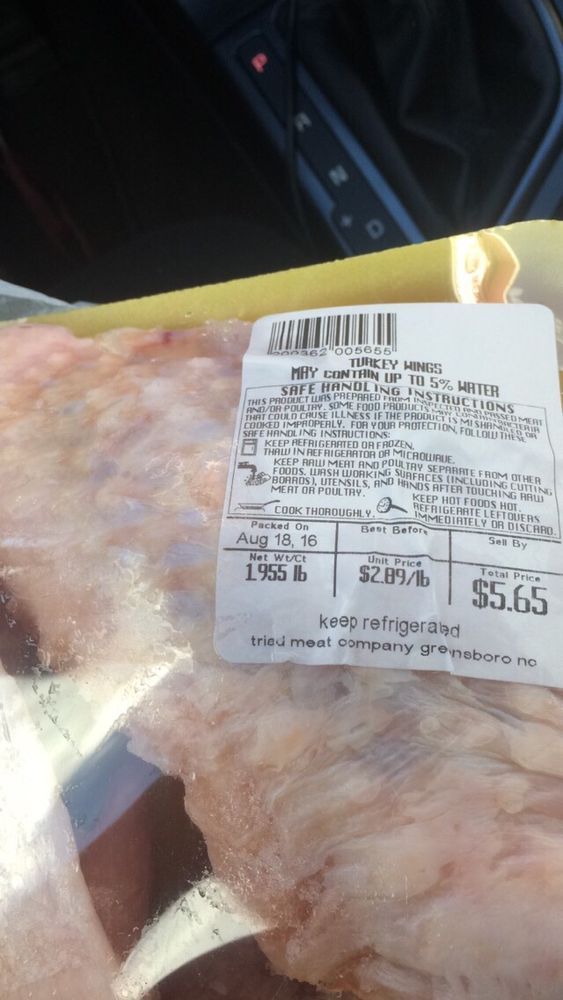 P
R
N
+ D
005655
TURKEY WINGS
MAY CONTAIN UP TO 5% WATER
SAFE HANDLING INSTRUCTIONS
THIS PRODUCT WAS PREPARED FROM INSPECTED AND PASSED MEAT
AND/OR POULTRY. SOME FOOD PRODUCTS MAY CONTAIN BACTERIA
THAT COULD CAUSE ILLNESS IF THE PRODUCT IS MISHANDLED OR
COOKED IMPROPERLY. FOR YOUR PROTECTION, FOLLOW THESE
SAFE HANDLING INSTRUCTIONS:
KEEP REFRIGERATED OR FROZEN.
THAW IN REFRIGERATOR OR MICROWAVE.
KEEP RAW MEAT AND POULTRY SEPARATE FROM OTHER
FOODS. WASH WORKING SURFACES (INCLUDING CUTTING
BOARDS), UTENSILS, AND HANDS AFTER TOUCHING RAW
MEAT OR POULTRY.
COOK THOROUGHLY.
KEEP HOT FOODS HOT.
REFRIGERATE LEFTOVERS
IMMEDIATELY OR DISCARD.
Packed On
Aug 18, 16
Best Before
Sell By
Net Wt/Ct
1.955 lb
Unit Price
$2.89/lb
Total Price
$5.65
keep refrigerated
triad meat company greensboro nc